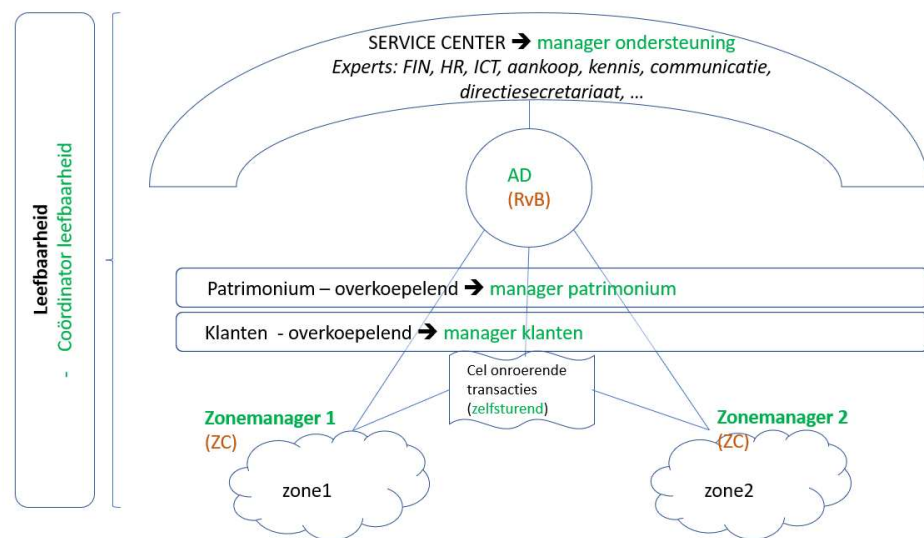 SERVICE CENTER → manager ondersteuning
Experts: FIN, HR, ICT, aankoop, kennis, communicatie,
directiesecretariaat, ...
Leefbaarheid
- Coördinator leefbaarheid
AD
(RvB)
Patrimonium – overkoepelend → manager patrimonium
Klanten - overkoepelend → manager klanten
Cel onroerende
transacties
(zelfsturend)
Zonemanager 1
(ZC)
zone1
Zonemanager 2
(ZC)
zone2